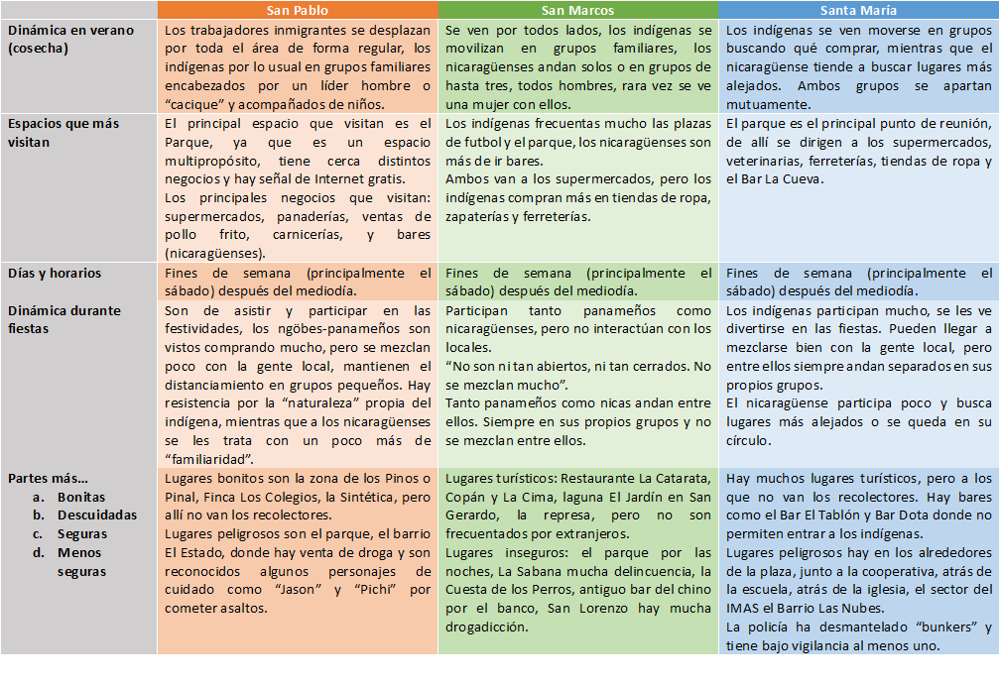 San Pablo
San Marcos
Santa María
Dinámica en verano
(cosecha)
Los trabajadores inmigrantes se desplazan
por toda el área de forma regular, los
indígenas por lo usual en grupos familiares
encabezados por un líder hombre o
“cacique” y acompañados de niños.
Se ven por todos lados, los indígenas se
movilizan en grupos familiares, los
nicaragüenses andan solos o en grupos de
hasta tres, todos hombres, rara vez se ve
una mujer con ellos.
Los indígenas se ven moverse en grupos
buscando qué comprar, mientras que el
nicaragüense tiende a buscar lugares más
alejados. Ambos grupos se apartan
mutuamente.
Espacios que más
visitan
El principal espacio que visitan es el
Parque, ya que es un espacio
multipropósito, tiene cerca distintos
negocios y hay señal de Internet gratis.
Los principales negocios que visitan:
supermercados, panaderías, ventas de
pollo frito, carnicerías, y bares
(nicaragüenses).
Los indígenas frecuentas mucho las plazas
de futbol y el parque, los nicaragüenses son
más de ir bares.
Ambos van a los supermercados, pero los
indígenas compran más en tiendas de ropa,
zapaterías y ferreterías.
El parque es el principal punto de reunión,
de allí se dirigen a los supermercados,
veterinarias, ferreterías, tiendas de ropa y
el Bar La Cueva.
Días y horarios
Fines de semana (principalmente el
sábado) después del mediodía.
Fines de semana (principalmente el
sábado) después del mediodía.
Fines de semana (principalmente el
sábado) después del mediodía.
Dinámica durante
fiestas
Son de asistir y participar en las
festividades, los ngöbes-panameños son
vistos comprando mucho, pero se mezclan
poco con la gente local, mantienen el
distanciamiento en grupos pequeños. Hay
resistencia por la “naturaleza” propia del
indígena, mientras que a los nicaragüenses
se les trata con un poco más de
“familiaridad”.
Participan tanto panameños como
nicaragüenses, pero no interactúan con los
locales.
“No son ni tan abiertos, ni tan cerrados. No
se mezclan mucho”.
Tanto panameños como nicas andan entre
ellos. Siempre en sus propios grupos y no
se mezclan entre ellos.
Los indígenas participan mucho, se les ve
divertirse en las fiestas. Pueden llegar a
mezclarse bien con la gente local, pero
entre ellos siempre andan separados en sus
propios grupos.
El nicaragüense participa poco y busca
lugares más alejados o se queda en su
círculo.
Partes más…
a. Bonitas
b. Descuidadas
c. Seguras
d. Menos
seguras
Lugares bonitos son la zona de los Pinos o
Pinal, Finca Los Colegios, la Sintética, pero
allí no van los recolectores.
Lugares peligrosos son el parque, el barrio
El Estado, donde hay venta de droga y son
reconocidos algunos personajes de
cuidado como “Jason” y “Pichi” por
cometer asaltos.
Lugares turísticos: Restaurante La Catarata,
Copán y La Cima, laguna El Jardín en San
Gerardo, la represa, pero no son
frecuentados por extranjeros.
Lugares inseguros: el parque por las
noches, La Sabana mucha delincuencia, la
Cuesta de los Perros, antiguo bar del chino
por el banco, San Lorenzo hay mucha
drogadicción.
Hay muchos lugares turísticos, pero a los
que no van los recolectores. Hay bares
como el Bar El Tablón y Bar Dota donde no
permiten entrar a los indígenas.
Lugares peligrosos hay en los alrededores
de la plaza, junto a la cooperativa, atrás de
la escuela, atrás de la iglesia, el sector del
IMAS el Barrio Las Nubes.
La policía ha desmantelado “bunkers” y
tiene bajo vigilancia al menos uno.